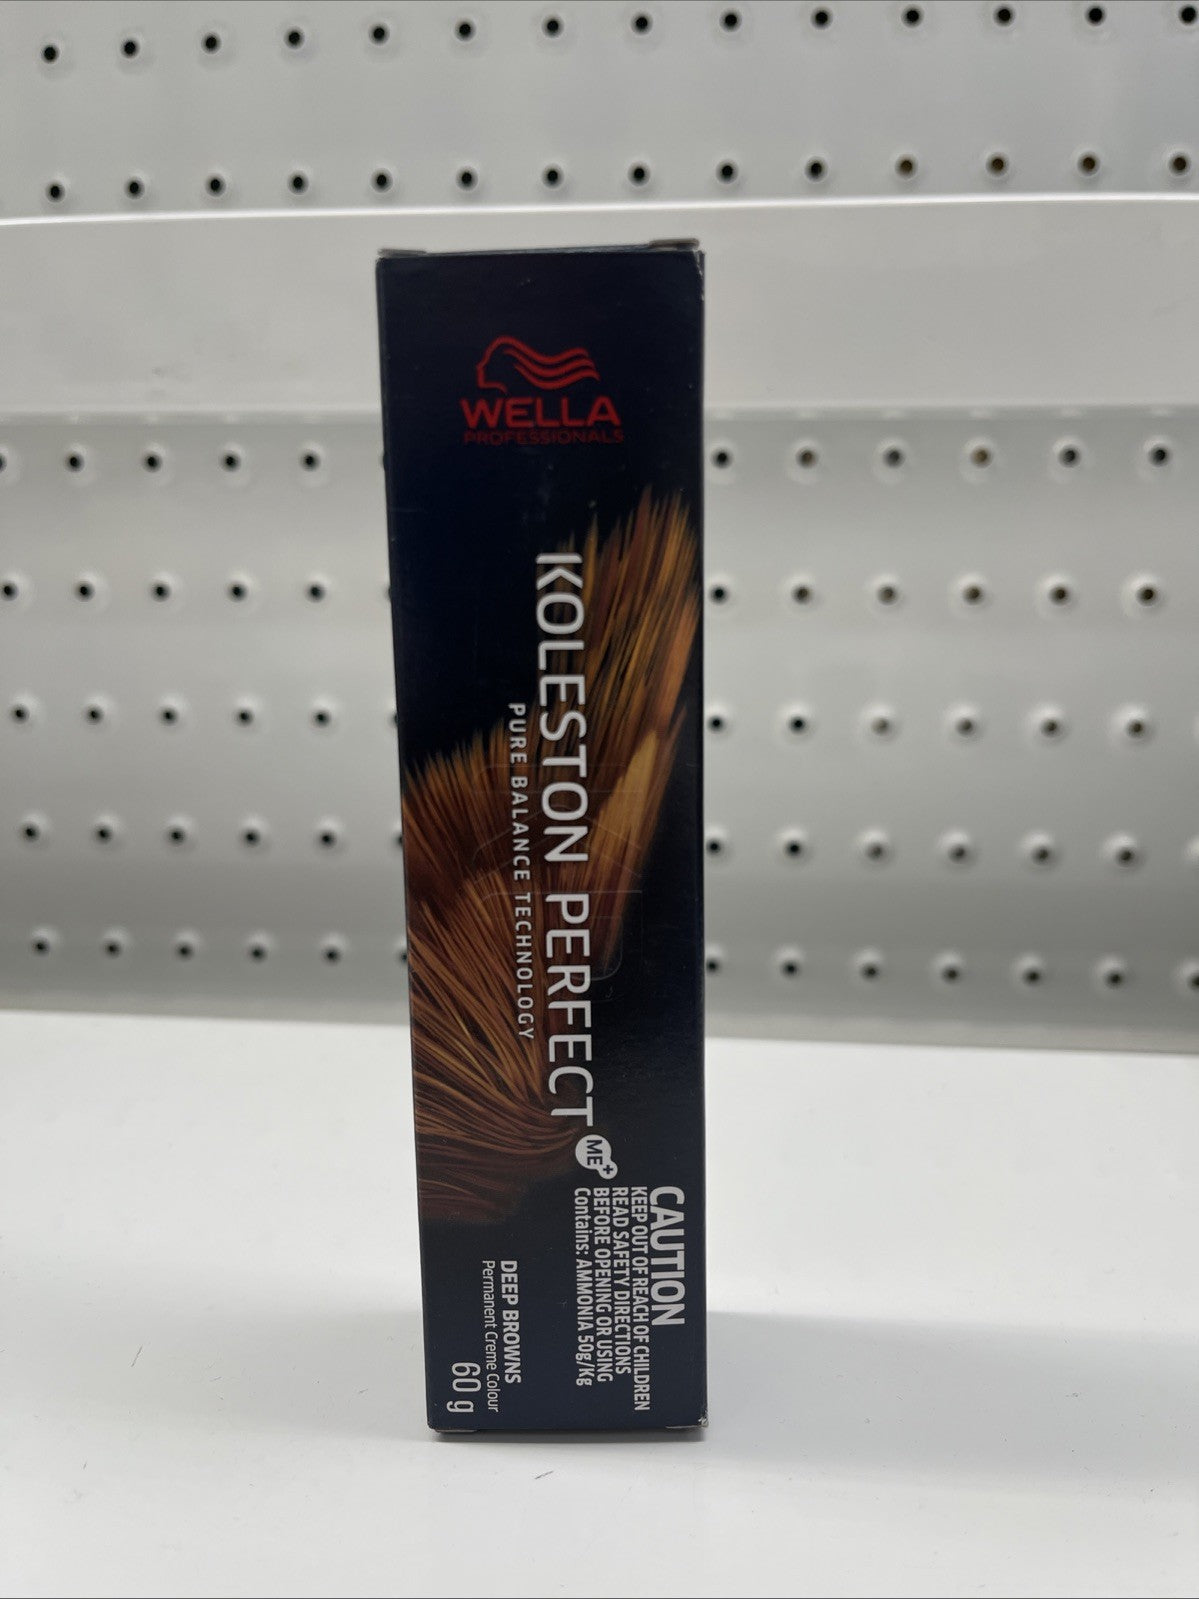 WELLA
PROFESSIONALS
KOLESTON PERFECT ME+
PURE BALANCE TECHNOLOGY
CAUTION
KEEP OUT OF REACH OF CHILDREN
READ SAFETY DIRECTIONS
BEFORE OPENING OR USING
Contains: AMMONIA 50g/Kg
DEEP BROWNS
Permanent Creme Colour
60 g